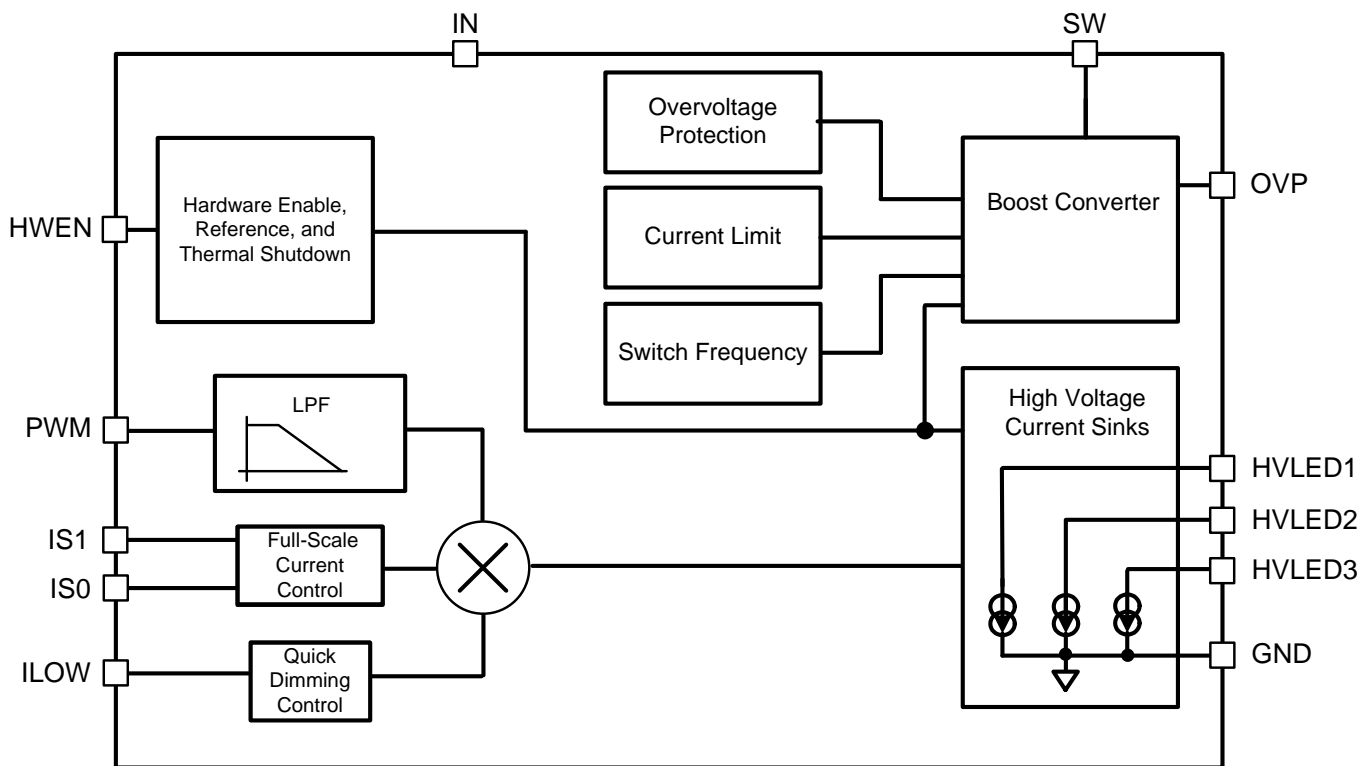 IN
SW
Overvoltage
Protection
Hardware Enable,
Reference, and
Thermal Shutdown
HWEN
Boost Converter
OVP
Current Limit
Switch Frequency
LPF
PWM
High Voltage
Current Sinks
HVLED1
HVLED2
HVLED3
IS1
IS0
Full-Scale
Current
Control
ILOW
Quick
Dimming
Control
GND